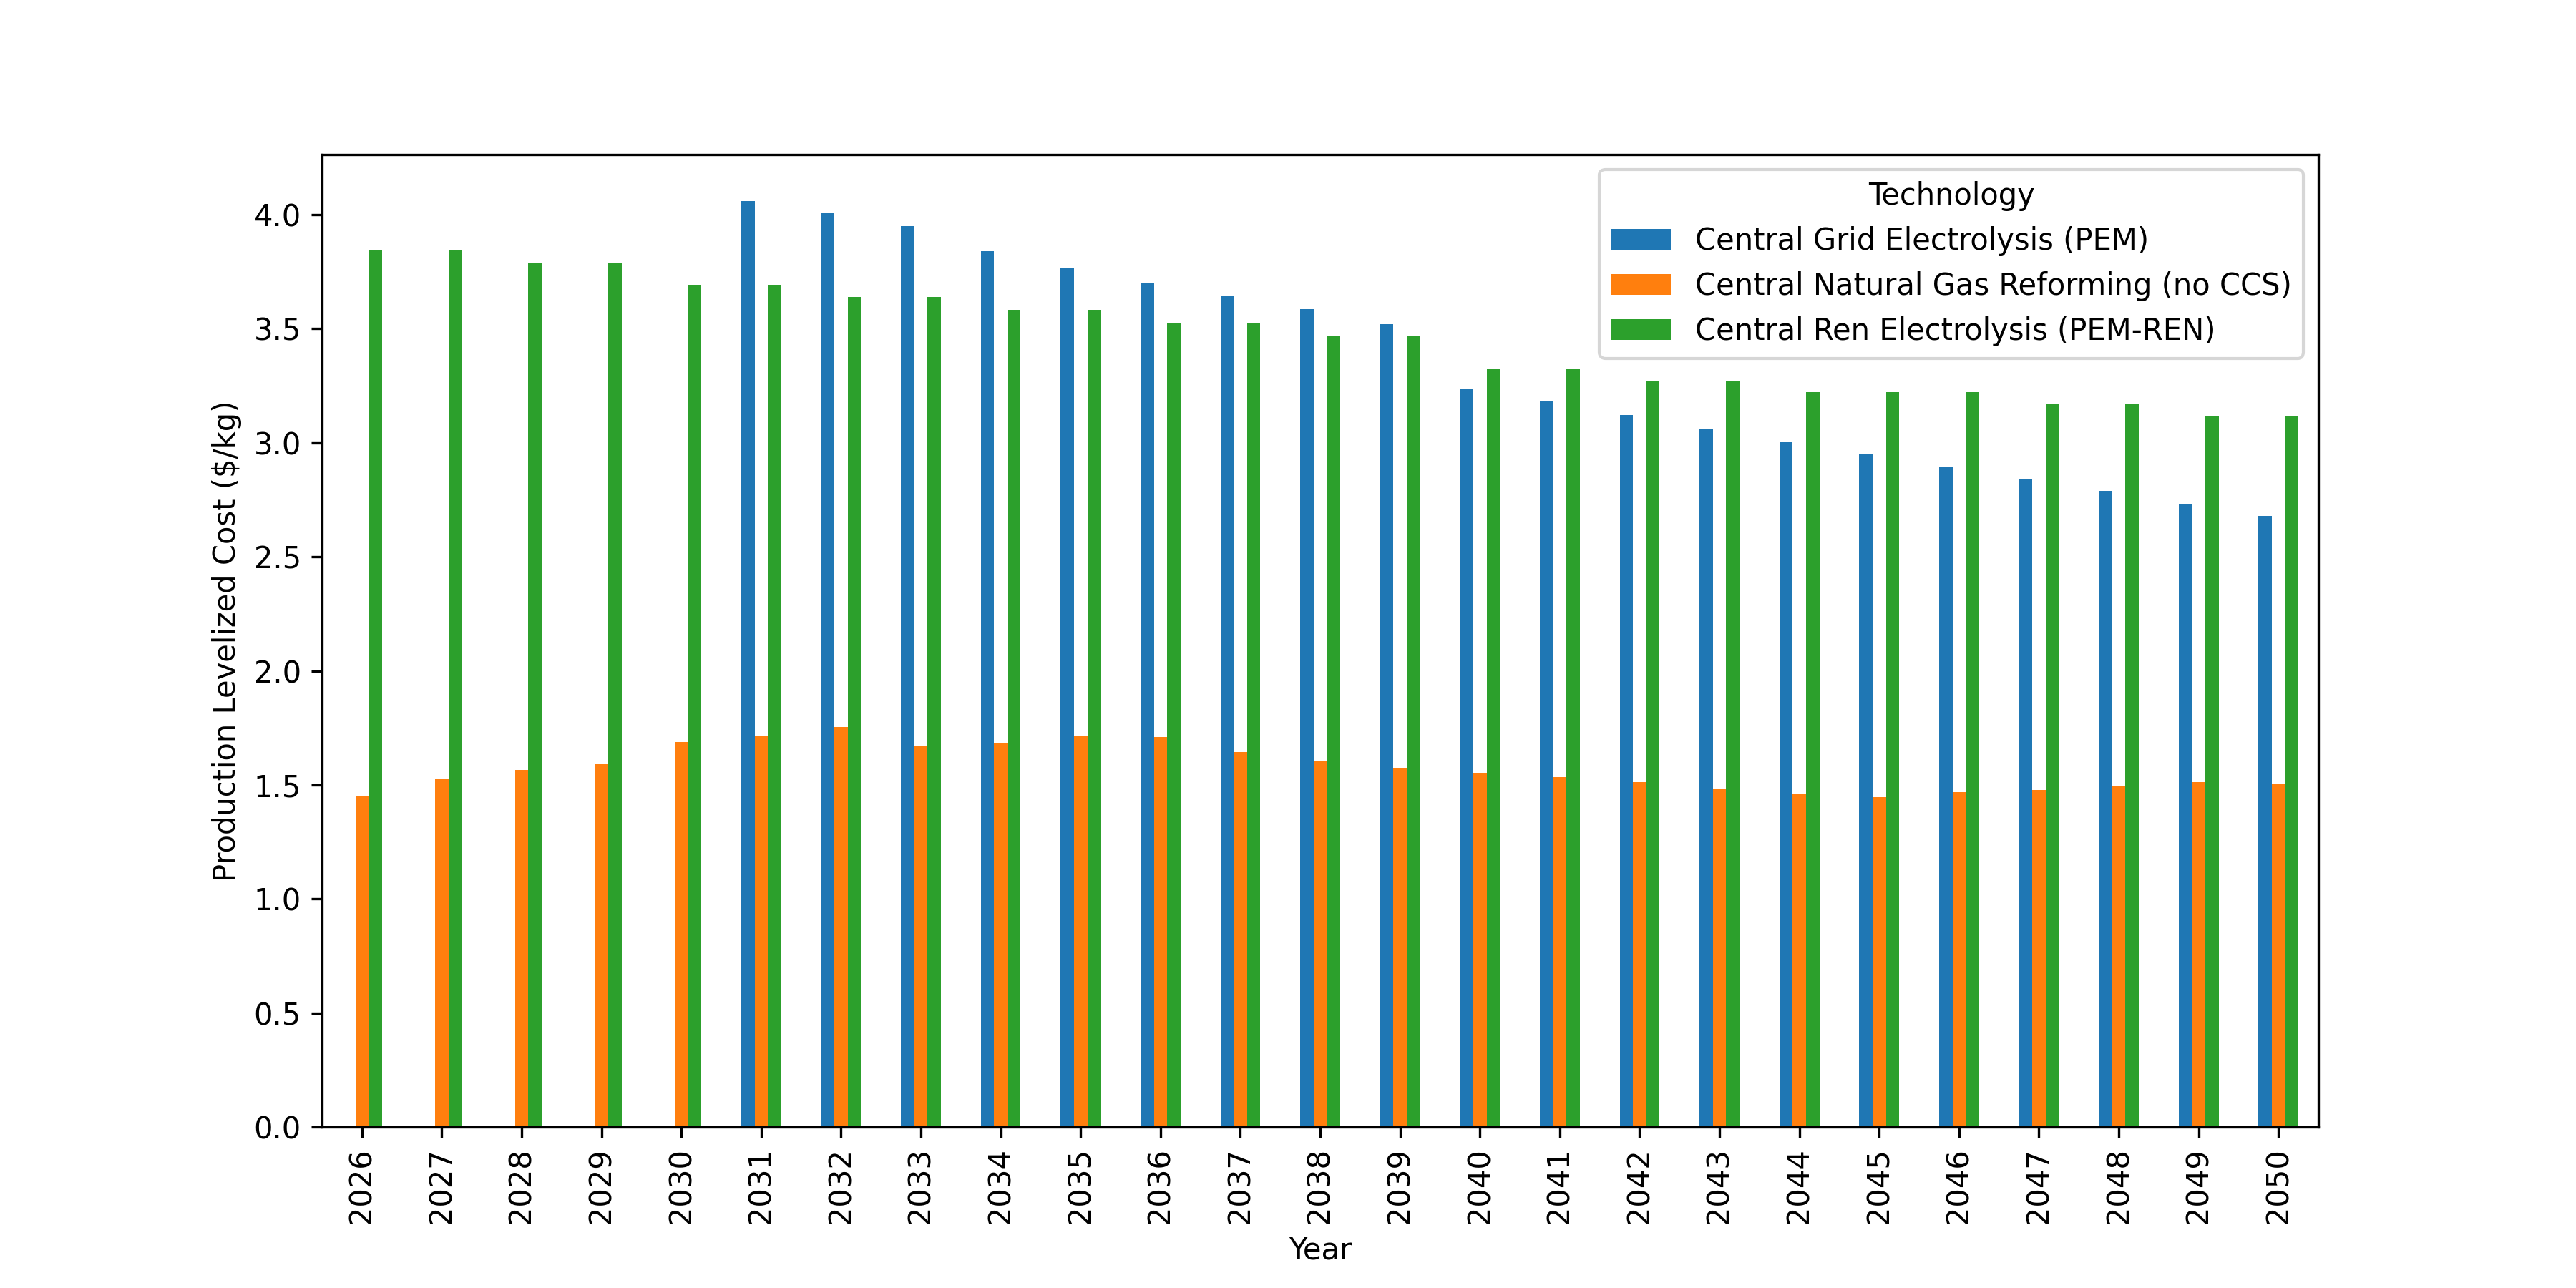 Technology
Central Grid Electrolysis (PEM)
Central Natural Gas Reforming (no CCS)
Central Ren Electrolysis (PEM-REN)
Production Levelized Cost ($/kg)
4.0
3.5
3.0
2.5
2.0
1.5
1.0
0.5
0.0
2026 2027 2028 2029 2030 2031 2032 2033 2034 2035 2036 2037 2038 2039 2040 2041 2042 2043 2044 2045 2046 2047 2048 2049 2050
Year